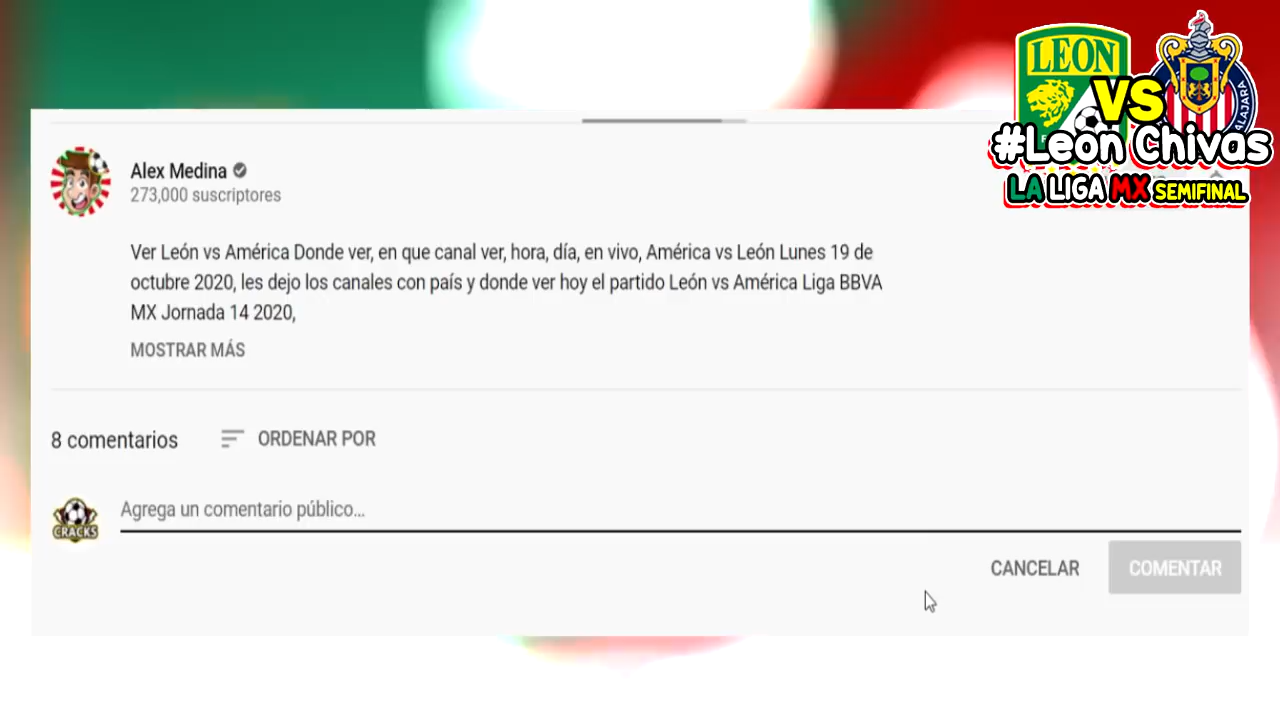 LEON
VS
ALAJARA
#León Chivas
LA LIGA MX SEMIFINAL
Alex Medina
273,000 suscriptores
Ver León vs América Donde ver, en que canal ver, hora, día, en vivo, América vs León Lunes 19 de
octubre 2020, les dejo los canales con país y donde ver hoy el partido León vs América Liga BBVA
MX Jornada 14 2020,
MOSTRAR MÁS
8 comentarios
ORDENAR POR
CRACKS
Agrega un comentario público...
CANCELAR
COMENTAR